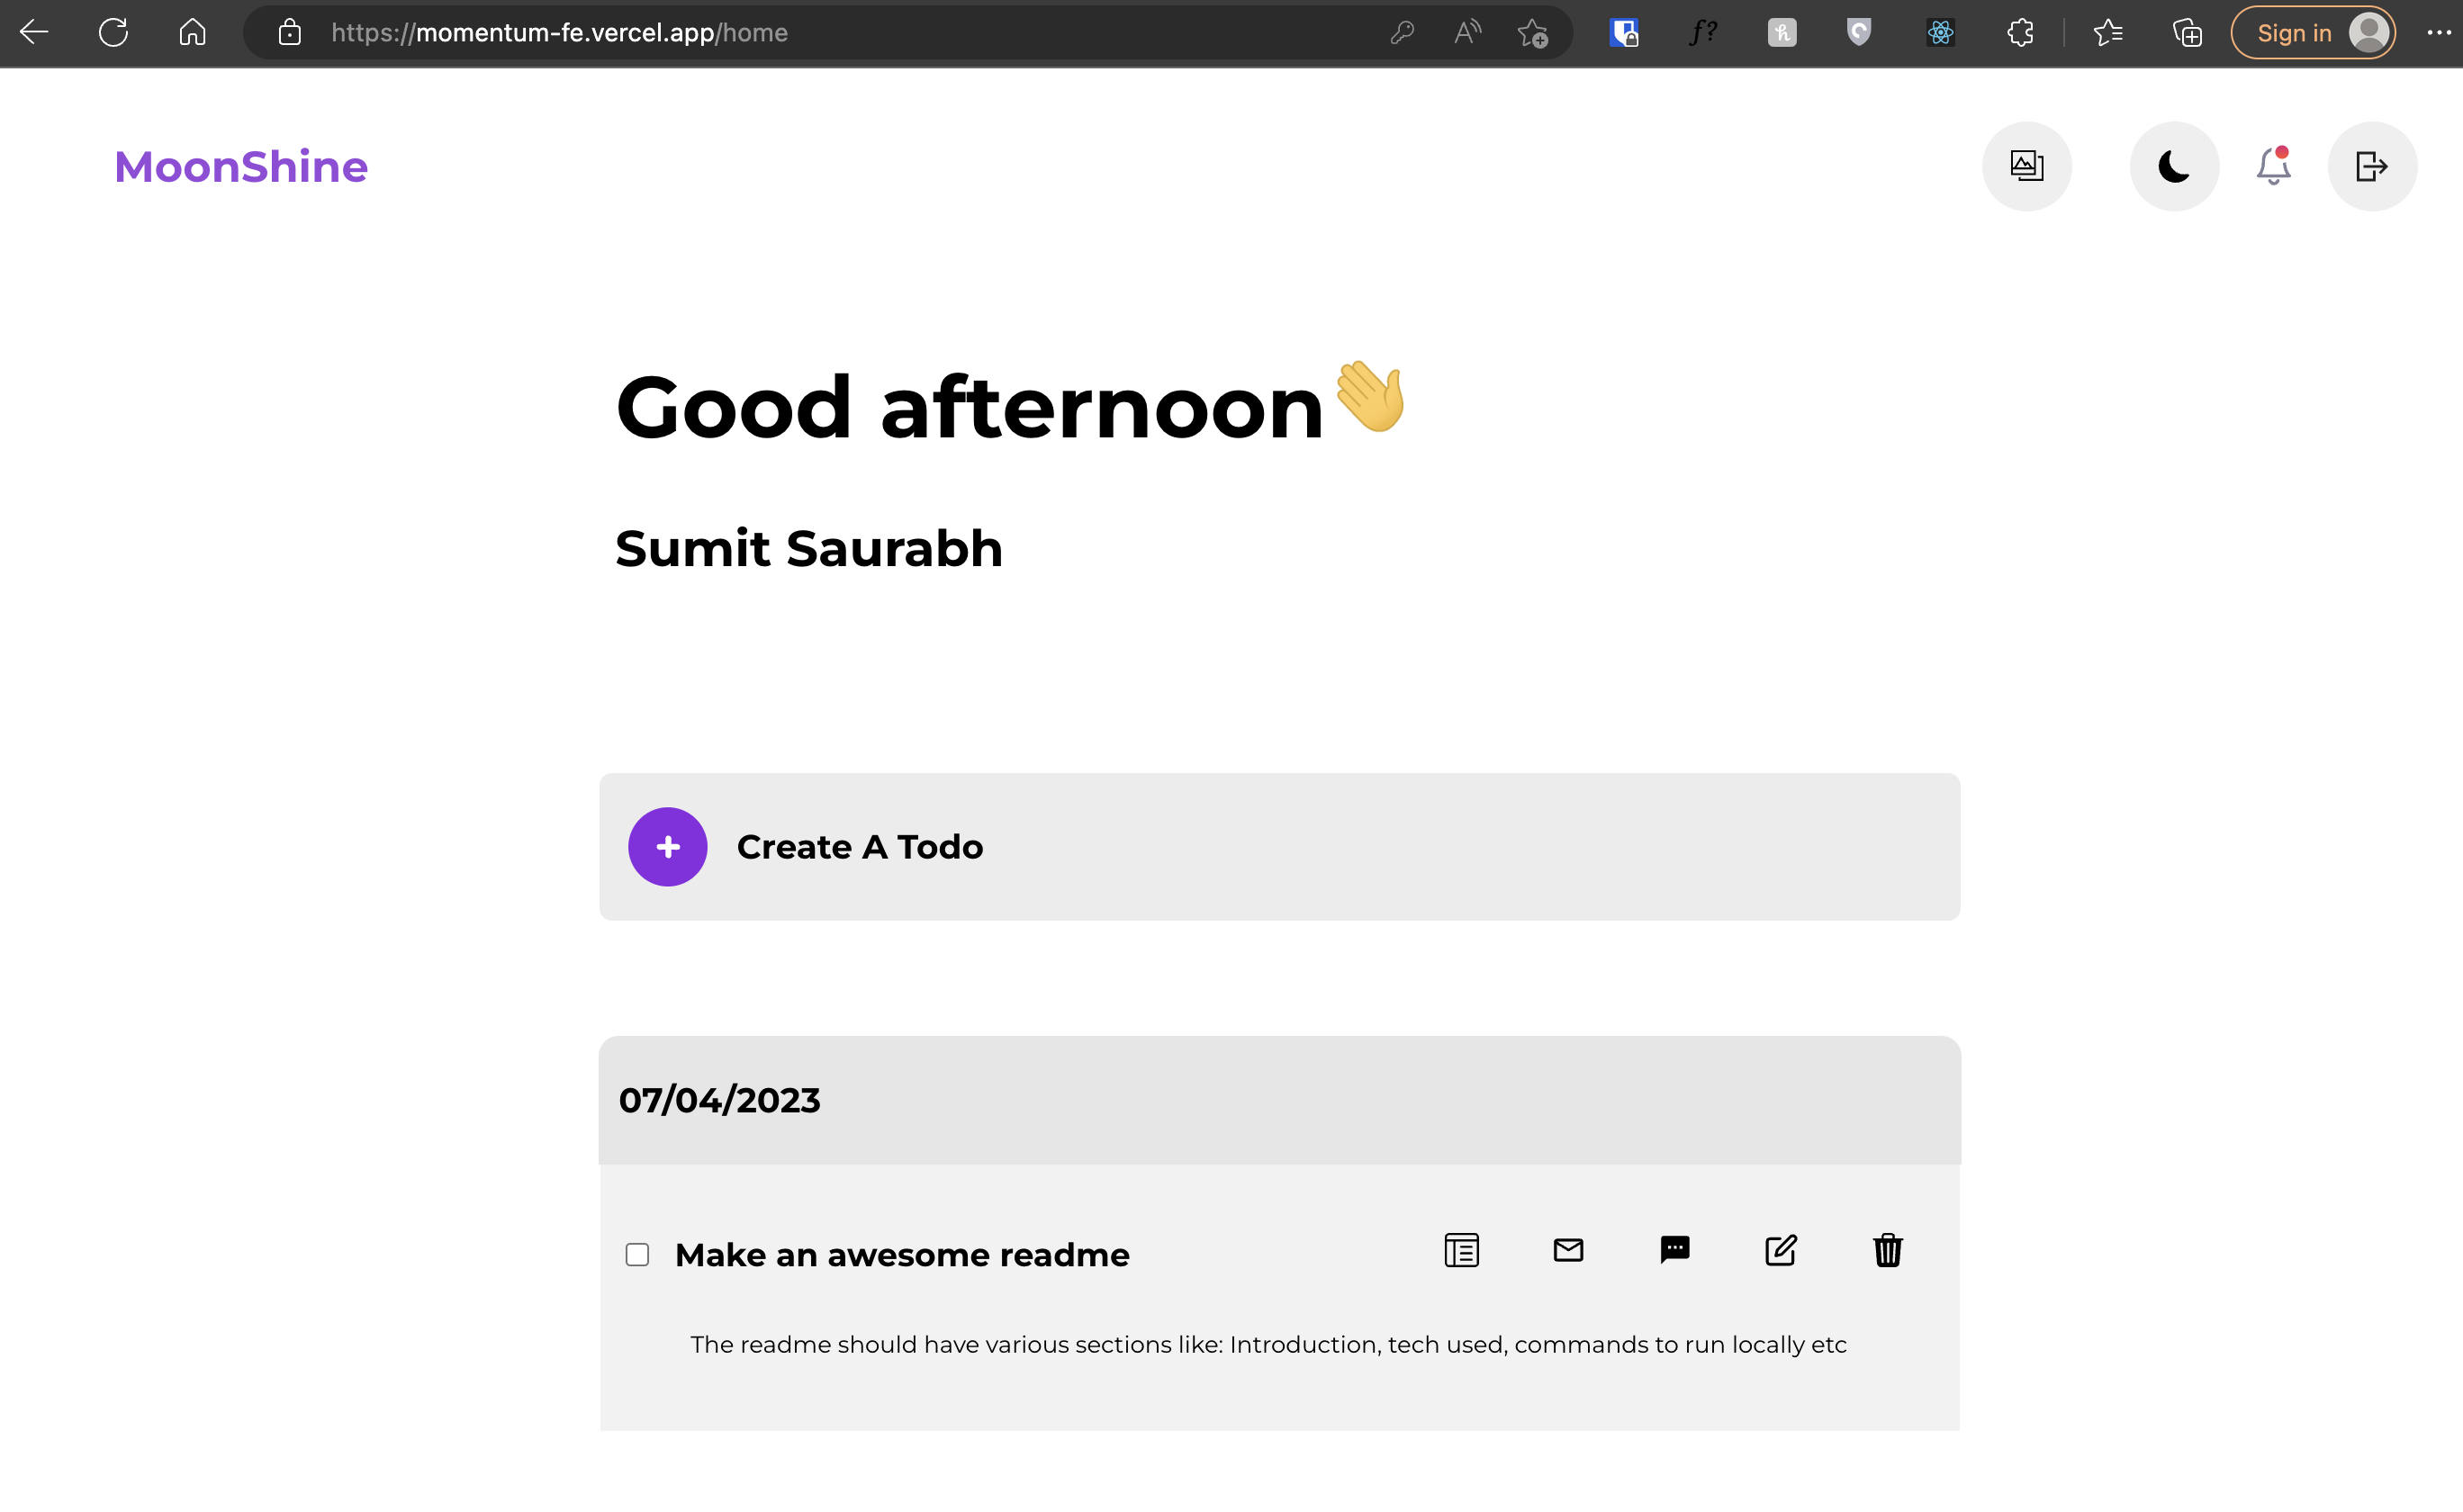 https://momentum-fe.vercel.app/home
Sign in
MoonShine
Good afternoon👋
Sumit Saurabh
Create A Todo
07/04/2023
Make an awesome readme
The readme should have various sections like: Introduction, tech used, commands to run locally etc